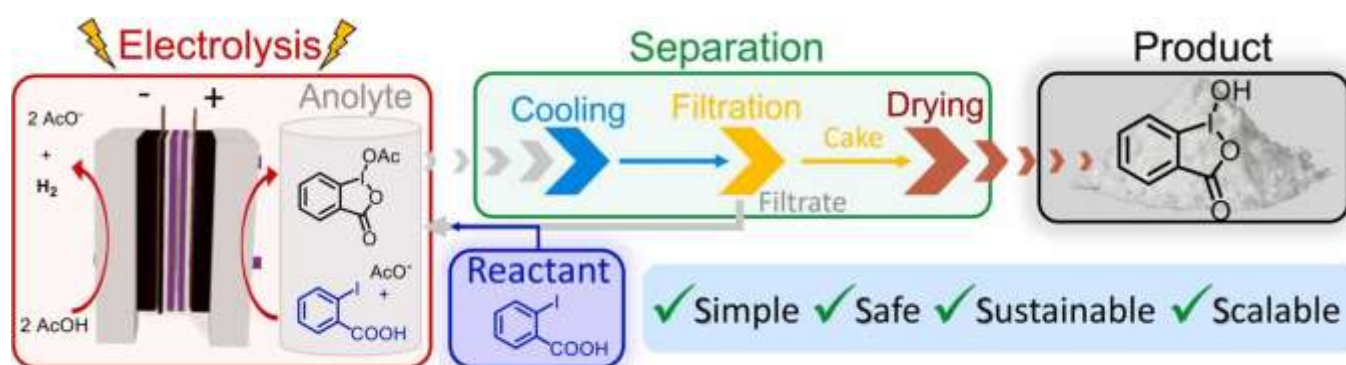 Electrolysis
Separation
Product
- +
Anolyte
2 AcO⁻
+
H₂
2 AcOH
OAc
I
O
O
AcO⁻
+
I
COOH
Cooling
Filtration
Cake
Drying
Filtrate
Reactant
I
COOH
OH
I
O
O
✓Simple ✓Safe ✓Sustainable ✓Scalable